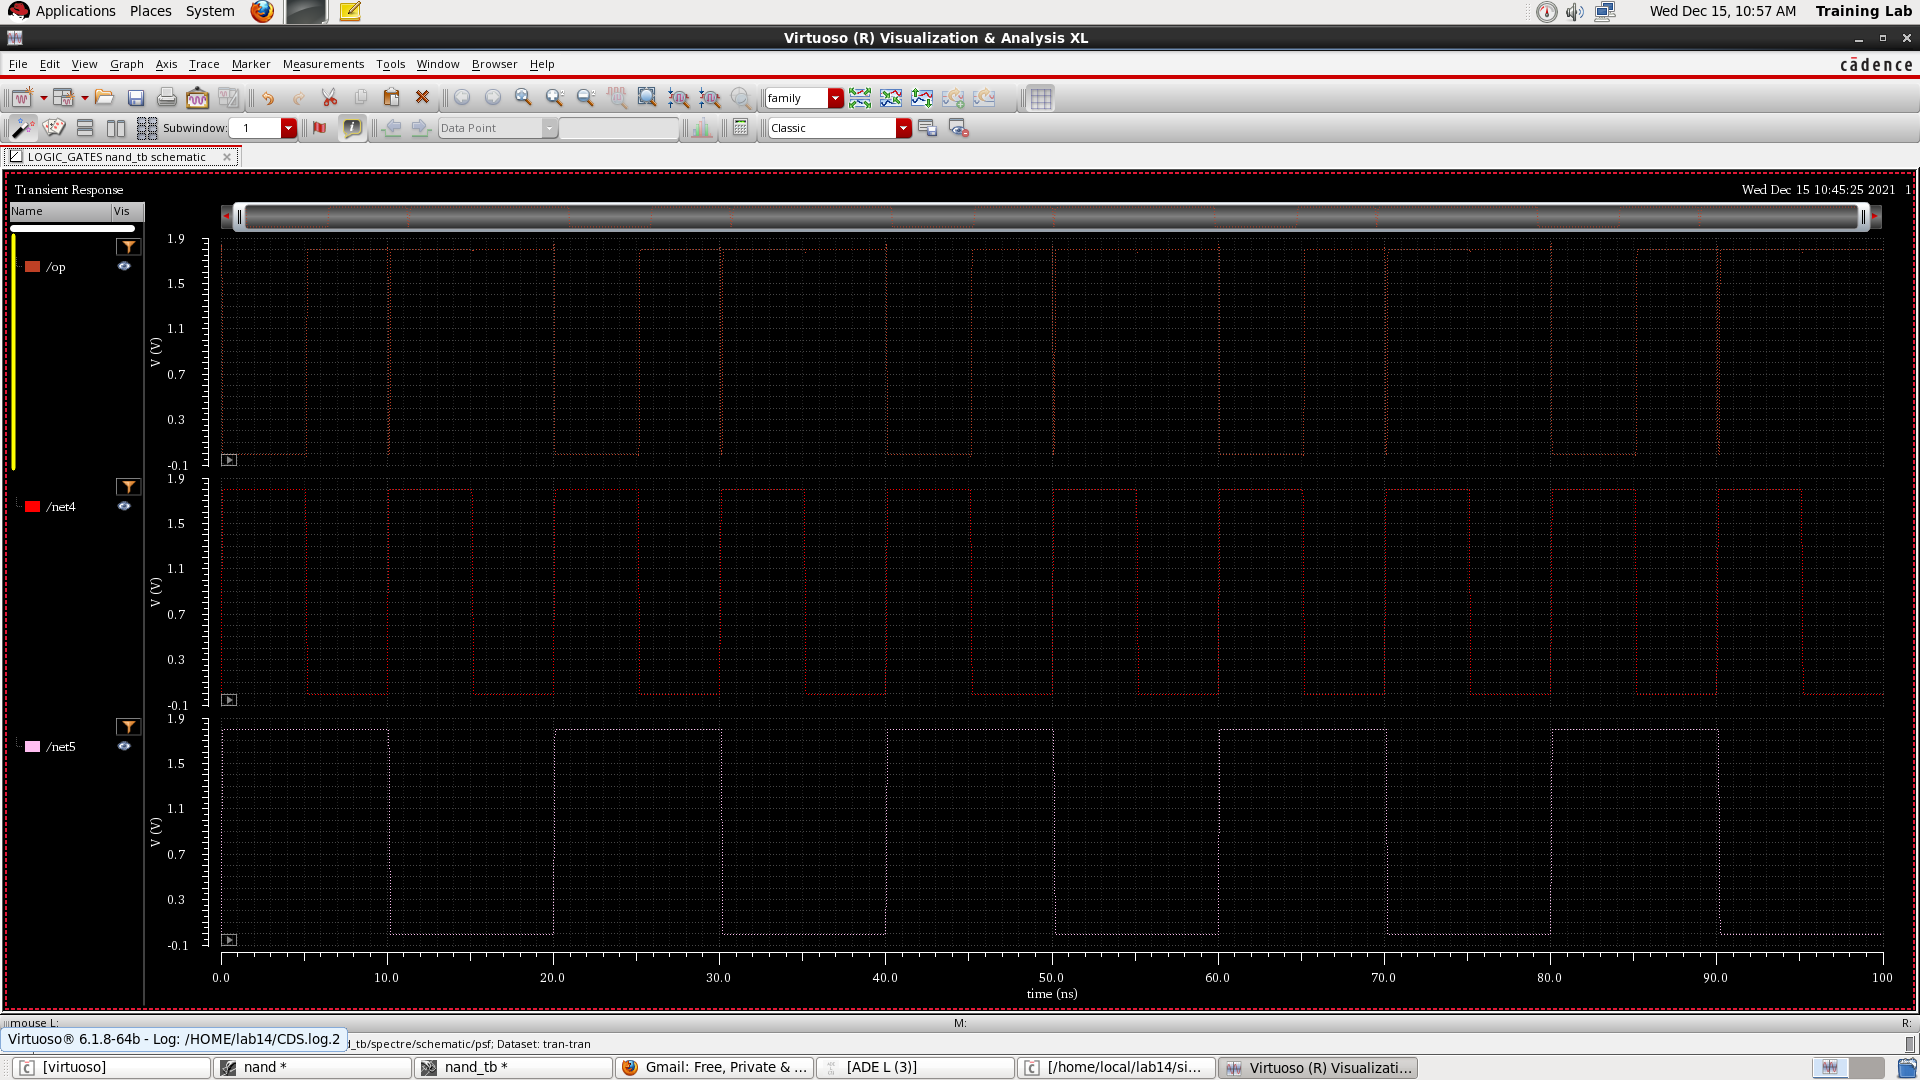 Applications Places System Wed Dec 15, 10:57 AM Training Lab
Virtuoso (R) Visualization & Analysis XL
File Edit View Graph Axis Trace Marker Measurements Tools Window Browser Help cādence
family
Subwindow: 1 Data Point Classic
LOGIC_GATES nand_tb schematic
Transient Response Wed Dec 15 10:45:25 2021 1
Name Vis
/op
1.9
1.5
1.1
0.7
0.3
-0.1
V (V)
/net4
1.9
1.5
1.1
0.7
0.3
-0.1
V (V)
/net5
1.9
1.5
1.1
0.7
0.3
-0.1
V (V)
0.0 10.0 20.0 30.0 40.0 50.0 60.0 70.0 80.0 90.0 100
time (ns)
mouse L: M: R:
Virtuoso® 6.1.8-64b - Log: /HOME/lab14/CDS.log.2
_tb/spectre/schematic/psf; Dataset: tran-tran
[virtuoso] nand * nand_tb * Gmail: Free, Private & ... [ADE L (3)] [/home/local/lab14/si... Virtuoso (R) Visualizati...